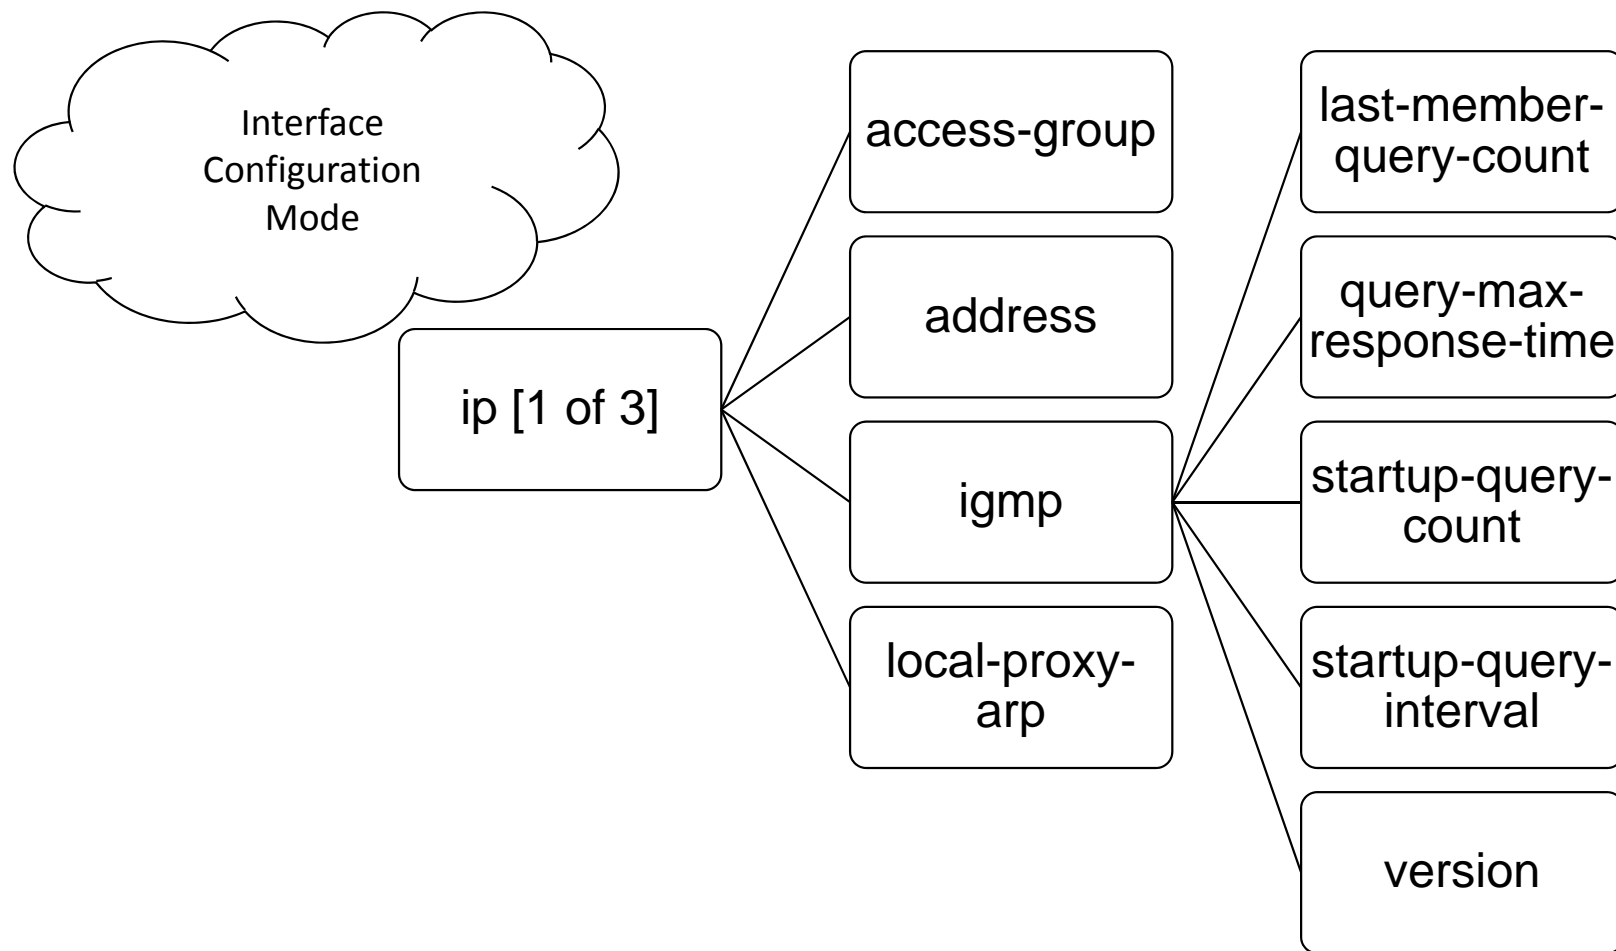 Interface
Configuration
Mode
ip [1 of 3]
access-group
address
igmp
local-proxy-
arp
last-member-
query-count
query-max-
response-time
startup-query-
count
startup-query-
interval
version